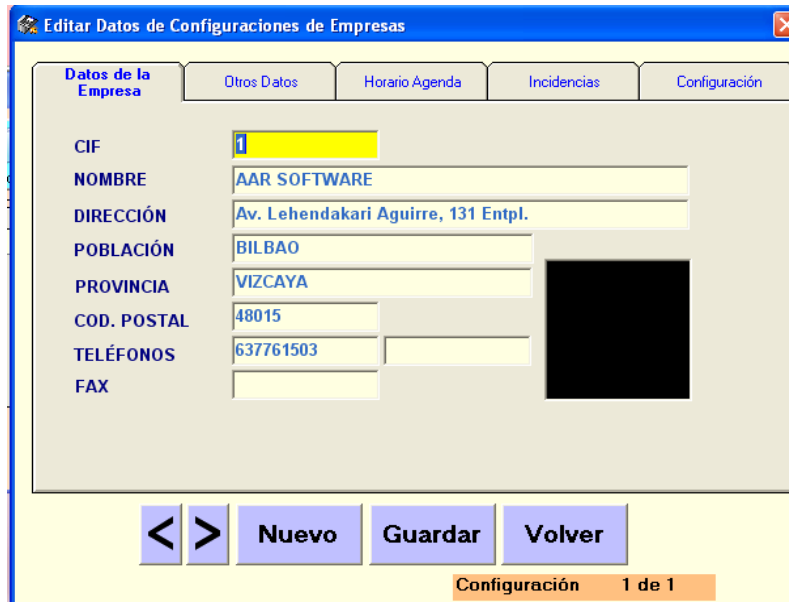 Editar Datos de Configuraciones de Empresas
Datos de la
Empresa
Otros Datos
Horario Agenda
Incidencias
Configuración
CIF 1
NOMBRE AAR SOFTWARE
DIRECCIÓN Av. Lehendakari Aguirre, 131 Entpl.
POBLACIÓN BILBAO
PROVINCIA VIZCAYA
COD. POSTAL 48015
TELÉFONOS 637761503
FAX
< > Nuevo Guardar Volver
Configuración 1 de 1